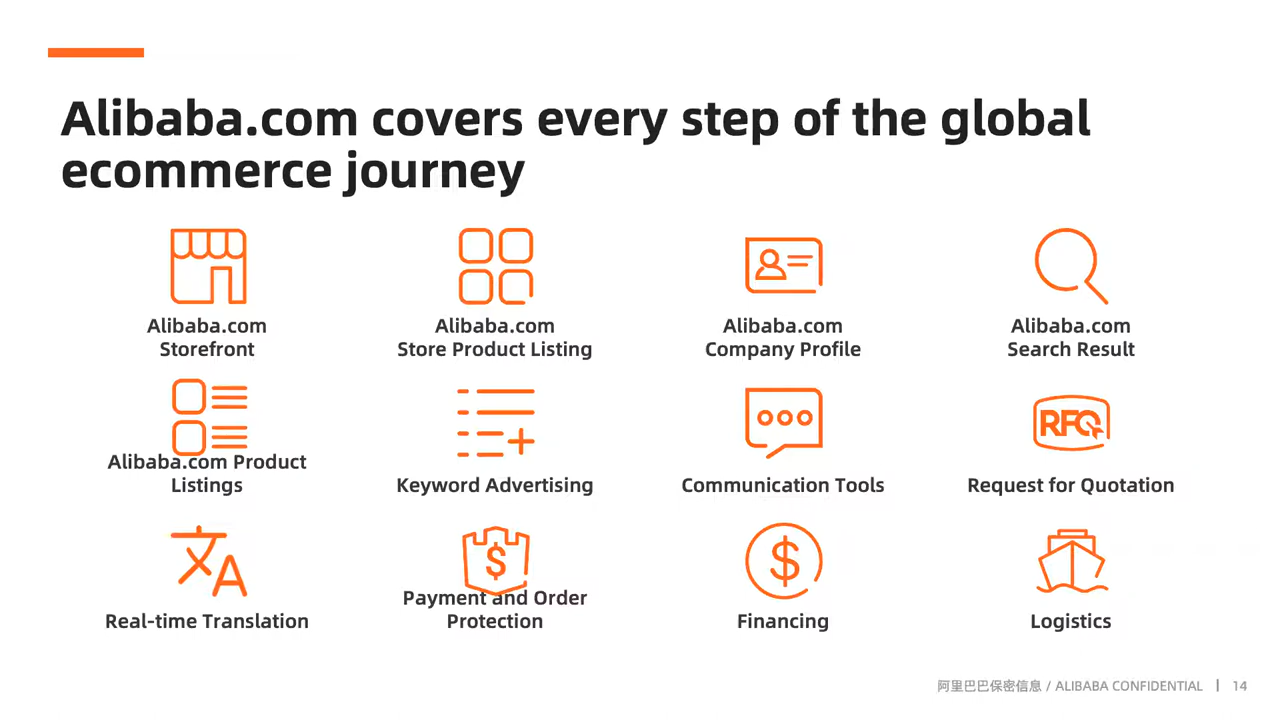 Alibaba.com covers every step of the global
ecommerce journey
Alibaba.com
Storefront
Alibaba.com
Store Product Listing
Alibaba.com
Company Profile
Alibaba.com
Search Result
Alibaba.com Product
Listings
Keyword Advertising
Communication Tools
RFQ
Request for Quotation
文A
Real-time Translation
$
Payment and Order
Protection
$
Financing
Logistics
阿里巴巴保密信息 / ALIBABA CONFIDENTIAL | 14